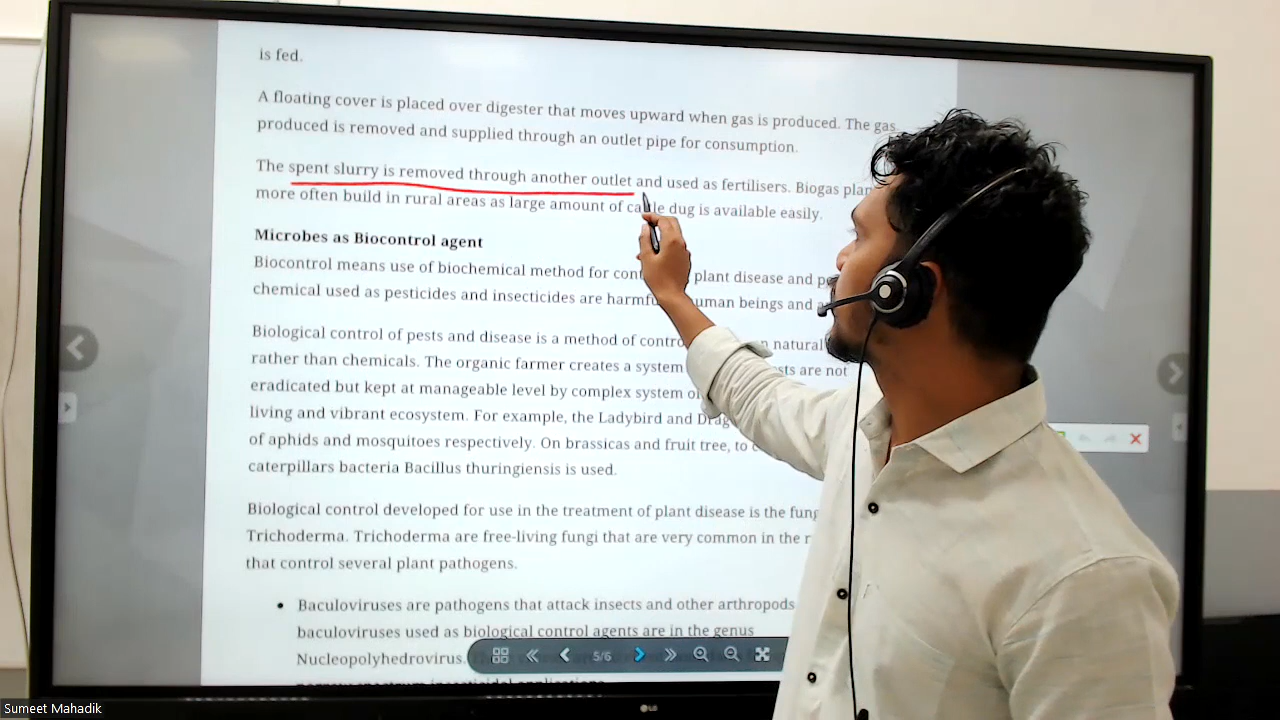 is fed.
A floating cover is placed over digester that moves upward when gas is produced. The gas
produced is removed and supplied through an outlet pipe for consumption.
The spent slurry is removed through another outlet and used as fertilisers. Biogas
more often build in rural areas as large amount of dug is available easily.
Microbes as Biocontrol agent
Biocontrol means use of biochemical method for plant disease and
chemical used as pesticides and insecticides are human beings and
Biological control of pests and disease is a method of natural
rather than chemicals. The organic farmer creates a system are not
eradicated but kept at manageable level by complex system
living and vibrant ecosystem. For example, the Ladybird and
of aphids and mosquitoes respectively. On brassicas and fruit tree, to
caterpillars bacteria Bacillus thuringiensis is used.
Biological control developed for use in the treatment of plant disease is the
Trichoderma. Trichoderma are free-living fungi that are very common in the
that control several plant pathogens.
• Baculoviruses are pathogens that attack insects and other arthropods
baculoviruses used as biological control agents are in the genus
Nucleopolyhedrovirus.
5/6
LG
Sumeet Mahadik